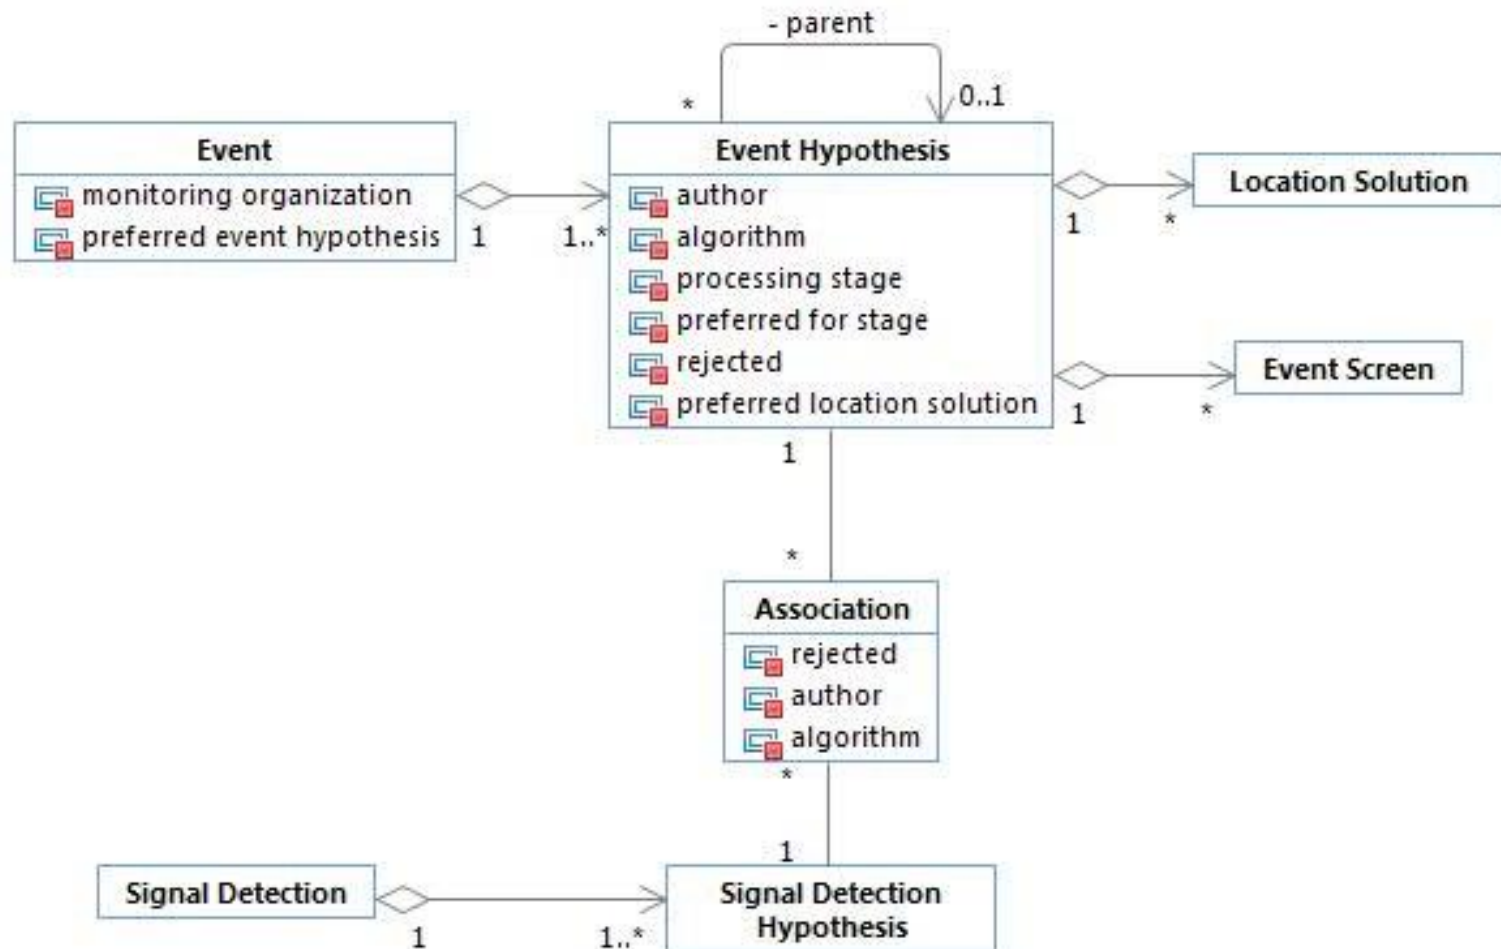 - parent
*
0..1
Event
monitoring organization
preferred event hypothesis
1
1..*
Event Hypothesis
author
algorithm
processing stage
preferred for stage
rejected
preferred location solution
1
*
Location Solution
1
*
Event Screen
1
*
Association
rejected
author
algorithm
*
1
Signal Detection
1
1..*
Signal Detection
Hypothesis